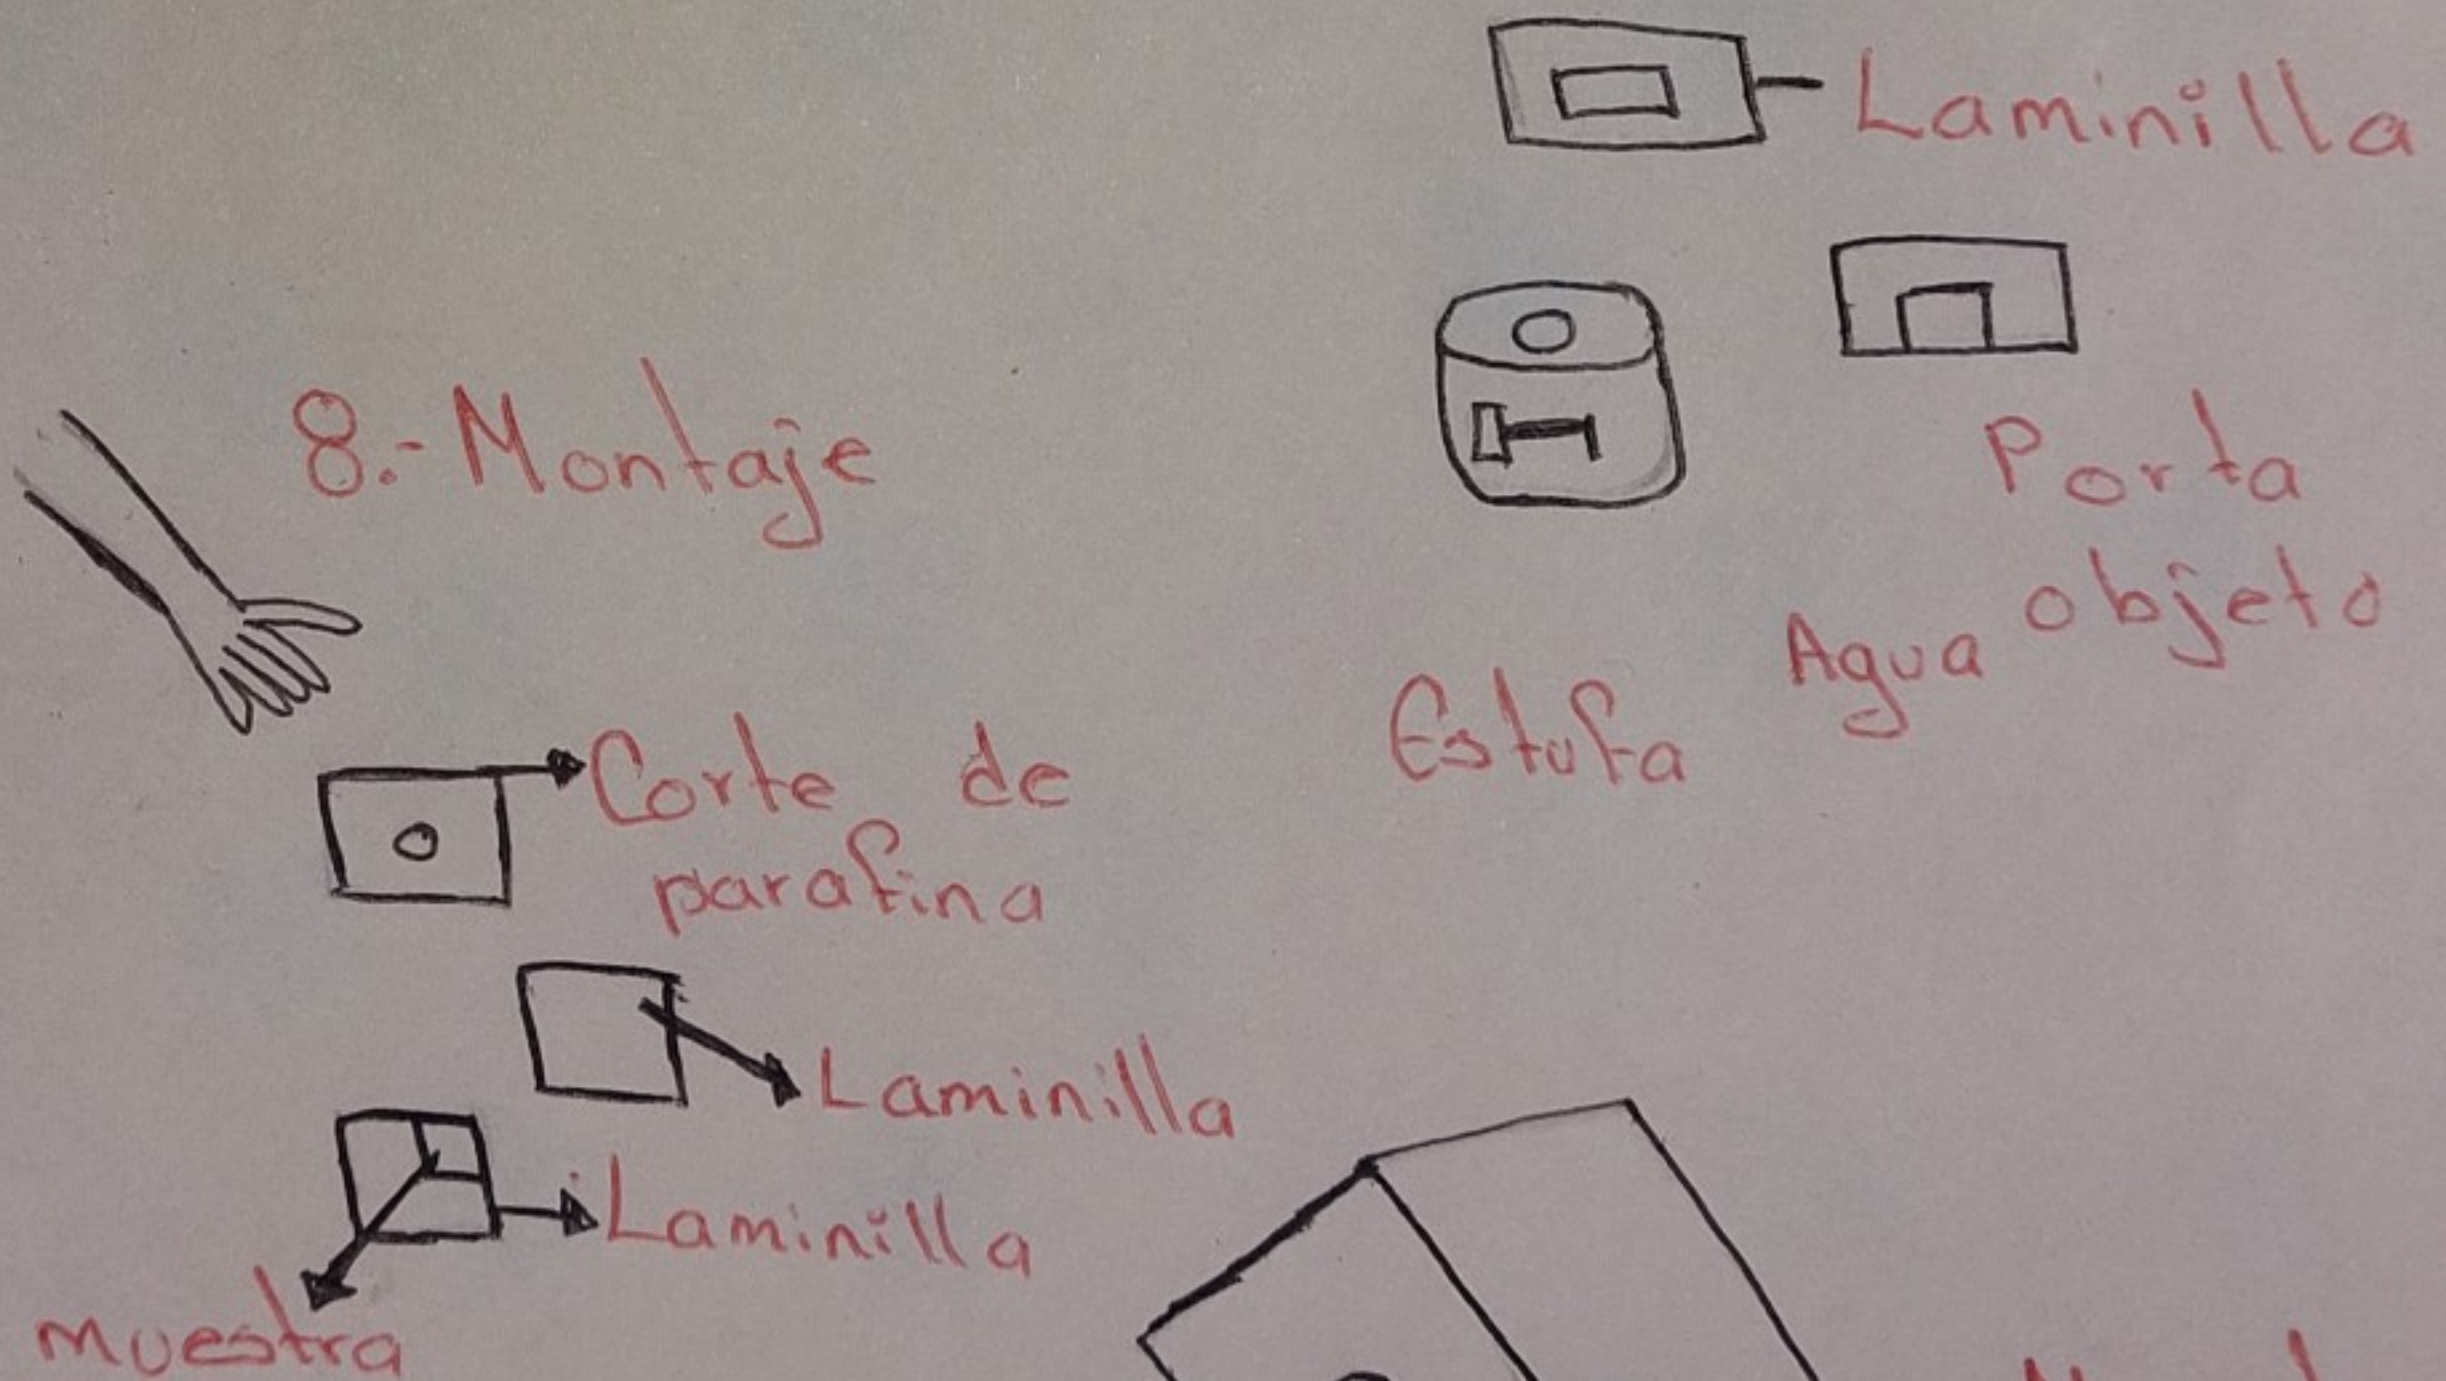 Laminilla
8.-Montaje
Porta
objeto
Agua
Estufa
Corte de
parafina
Laminilla
Laminilla
muestra